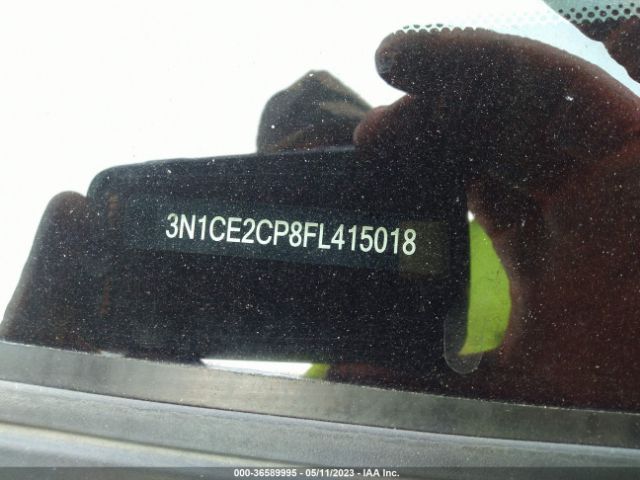 3N1CE2CP8FL415018
000-36589995 - 05/11/2023 - IAA Inc.